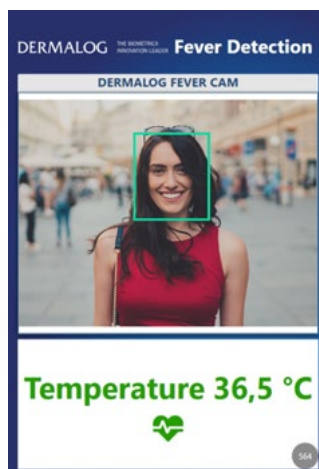 DERMALOG THE BIOMETRICS INNOVATION LEADER Fever Detection
DERMALOG FEVER CAM
Temperature 36,5 °C
564